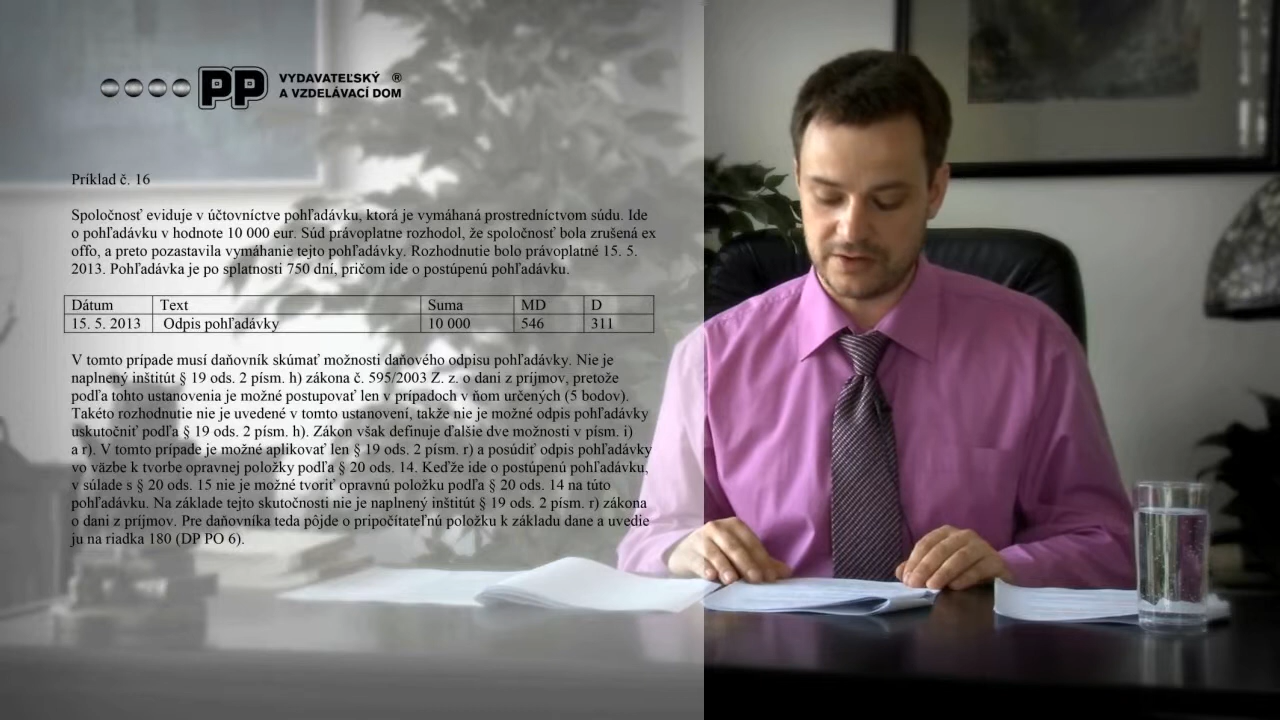 PP VYDAVATEĽSKÝ ®
A VZDELÁVACÍ DOM
Príklad č. 16
Spoločnosť eviduje v účtovníctve pohľadávku, ktorá je vymáhaná prostredníctvom súdu. Ide
o pohľadávku v hodnote 10 000 eur. Súd právoplatne rozhodol, že spoločnosť bola zrušená ex
offo, a preto pozastavila vymáhanie tejto pohľadávky. Rozhodnutie bolo právoplatné 15. 5.
2013. Pohľadávka je po splatnosti 750 dní, pričom ide o postúpenú pohľadávku.
Dátum Text Suma MD D
15. 5. 2013 Odpis pohľadávky 10 000 546 311
V tomto prípade musí daňovník skúmať možnosti daňového odpisu pohľadávky. Nie je
naplnený inštitút § 19 ods. 2 písm. h) zákona č. 595/2003 Z. z. o dani z príjmov, pretože
podľa tohto ustanovenia je možné postupovať len v prípadoch v ňom určených (5 bodov).
Takéto rozhodnutie nie je uvedené v tomto ustanovení, takže nie je možné odpis pohľadávky
uskutočniť podľa § 19 ods. 2 písm. h). Zákon však definuje ďalšie dve možnosti v písm. i)
a r). V tomto prípade je možné aplikovať len § 19 ods. 2 písm. r) a posúdiť odpis pohľadávky
vo väzbe k tvorbe opravnej položky podľa § 20 ods. 14. Keďže ide o postúpenú pohľadávku,
v súlade s § 20 ods. 15 nie je možné tvoriť opravnú položku podľa § 20 ods. 14 na túto
pohľadávku. Na základe tejto skutočnosti nie je naplnený inštitút § 19 ods. 2 písm. r) zákona
o dani z príjmov. Pre daňovníka teda pôjde o pripočítateľnú položku k základu dane a uvedie
ju na riadka 180 (DP PO 6).